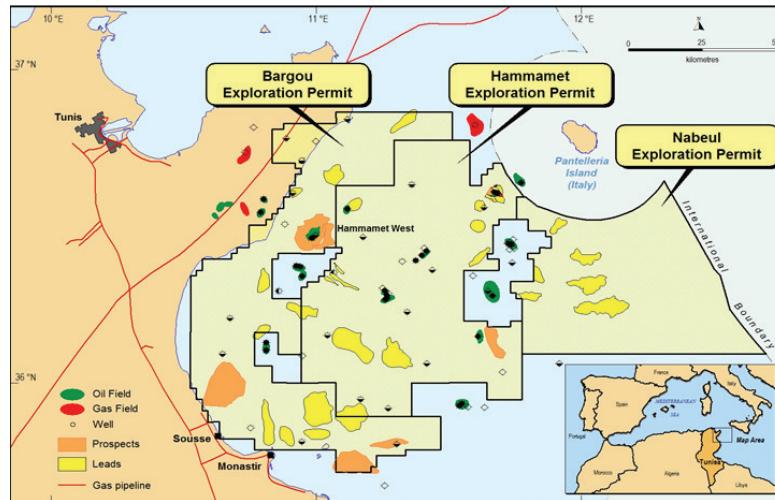 10 °E
11 °E
12 °E
37 °N
36 °N
N
0
25
kilometres
Bargou
Exploration Permit
Hammamet
Exploration Permit
Nabeul
Exploration Permit
Tunis
Pantelleria
Island
(Italy)
Hammamet West
International
Boundary
Oil Field
Gas Field
Well
Prospects
Leads
Gas pipeline
Sousse
Monastir
France
Italy
Spain
Portugal
MEDITERRANEAN
SEA
Map Area
Tunisia
Morocco
Algeria
Libya